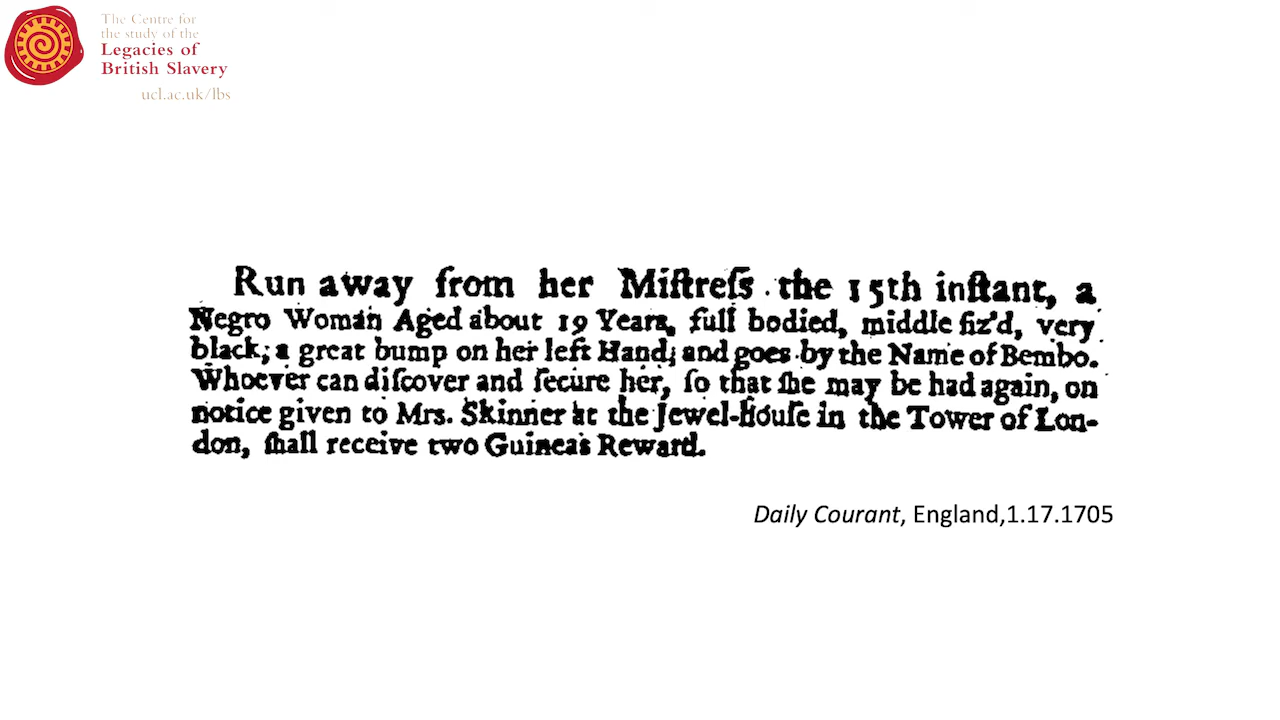 The Centre for
the study of the
Legacies of
British Slavery
ucl.ac.uk/lbs
Run away from her Miſtreſs the 15th inſtant, a
Negro Woman Aged about 19 Years, full bodied, middle ſiz'd, very
black; a great bump on her left Hand; and goes by the Name of Bembo.
Whoever can diſcover and ſecure her, ſo that ſhe may be had again, on
notice given to Mrs. Skinner at the Jewel-Houſe in the Tower of Lon-
don, ſhall receive two Guineas Reward.
Daily Courant, England,1.17.1705